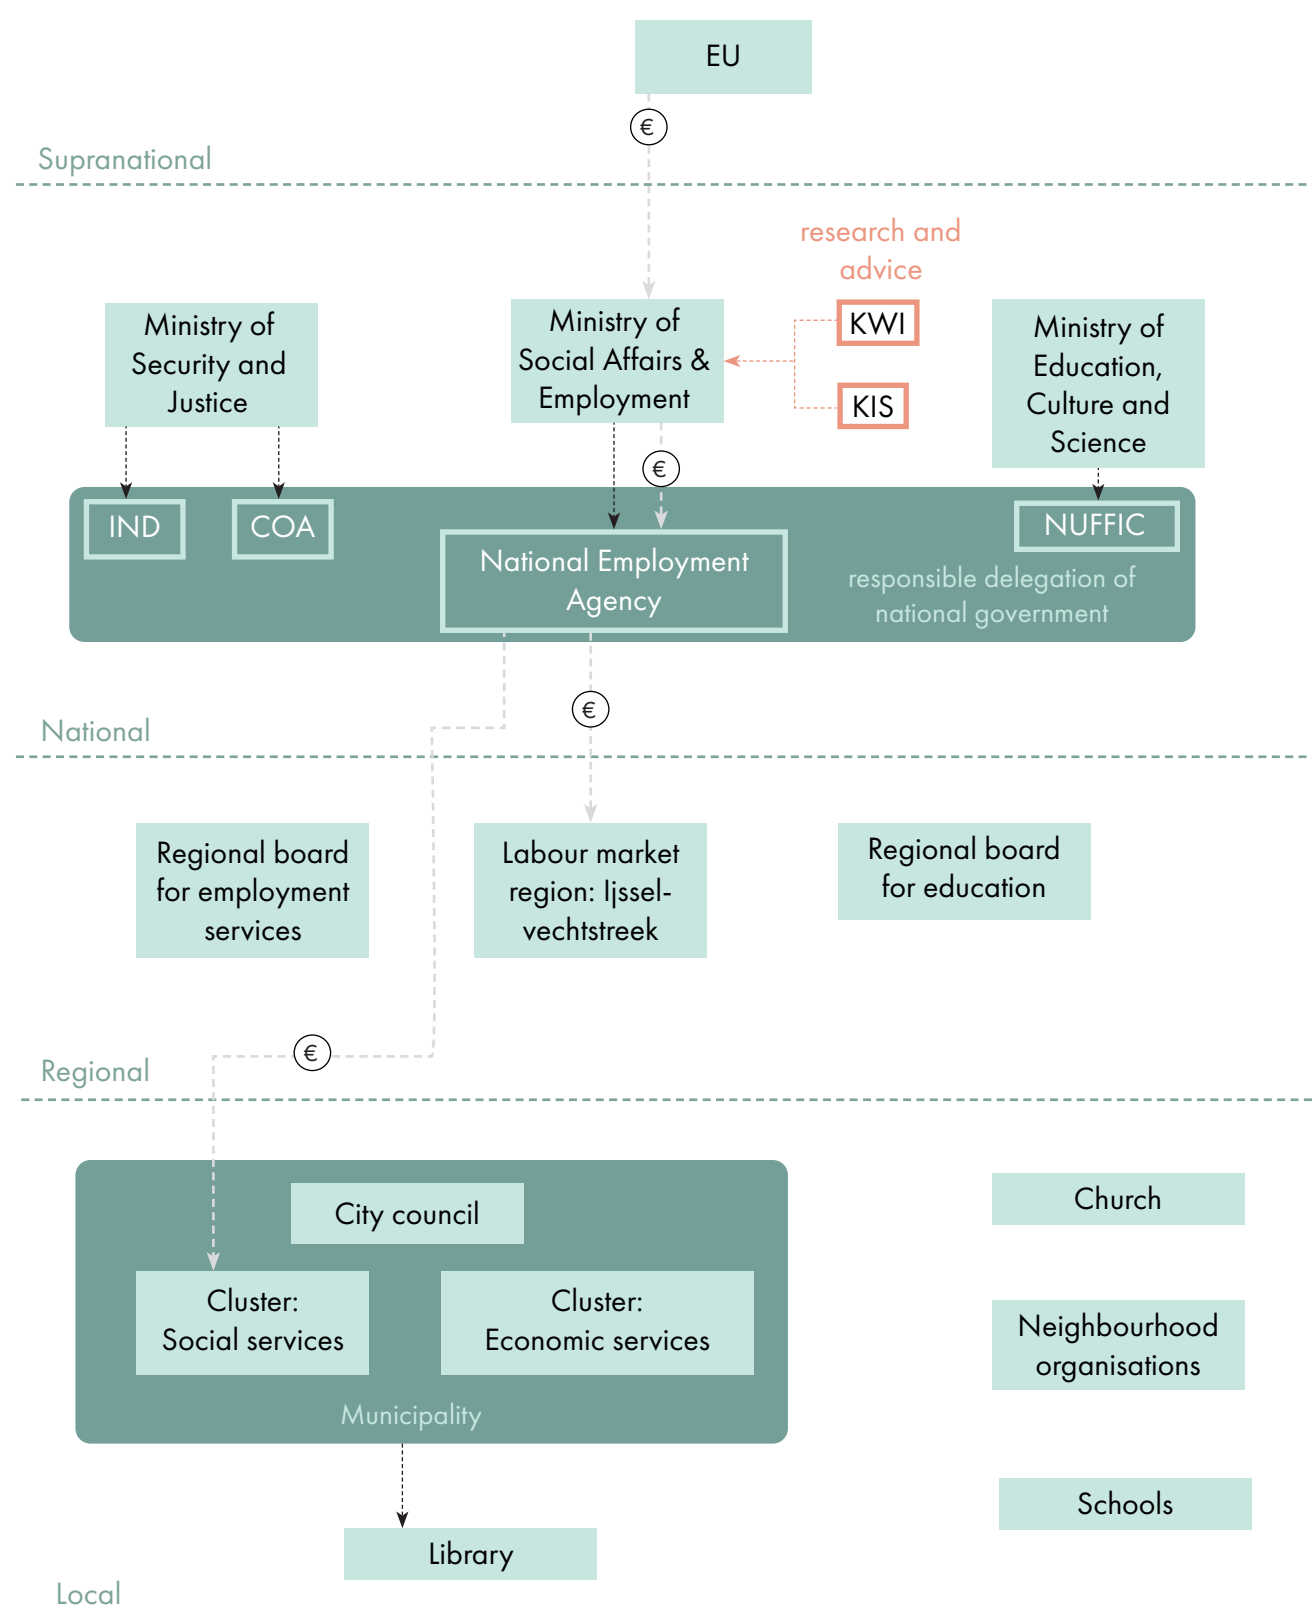 EU
€
Supranational
research and
advice
Ministry of
Security and
Justice
Ministry of
Social Affairs &
Employment
KWI
KIS
Ministry of
Education,
Culture and
Science
€
IND
COA
National Employment
Agency
NUFFIC
responsible delegation of
national government
€
National
Regional board
for employment
services
Labour market
region: Ijssel-
vechtstreek
Regional board
for education
€
Regional
City council
Cluster:
Social services
Cluster:
Economic services
Municipality
Church
Neighbourhood
organisations
Schools
Library
Local